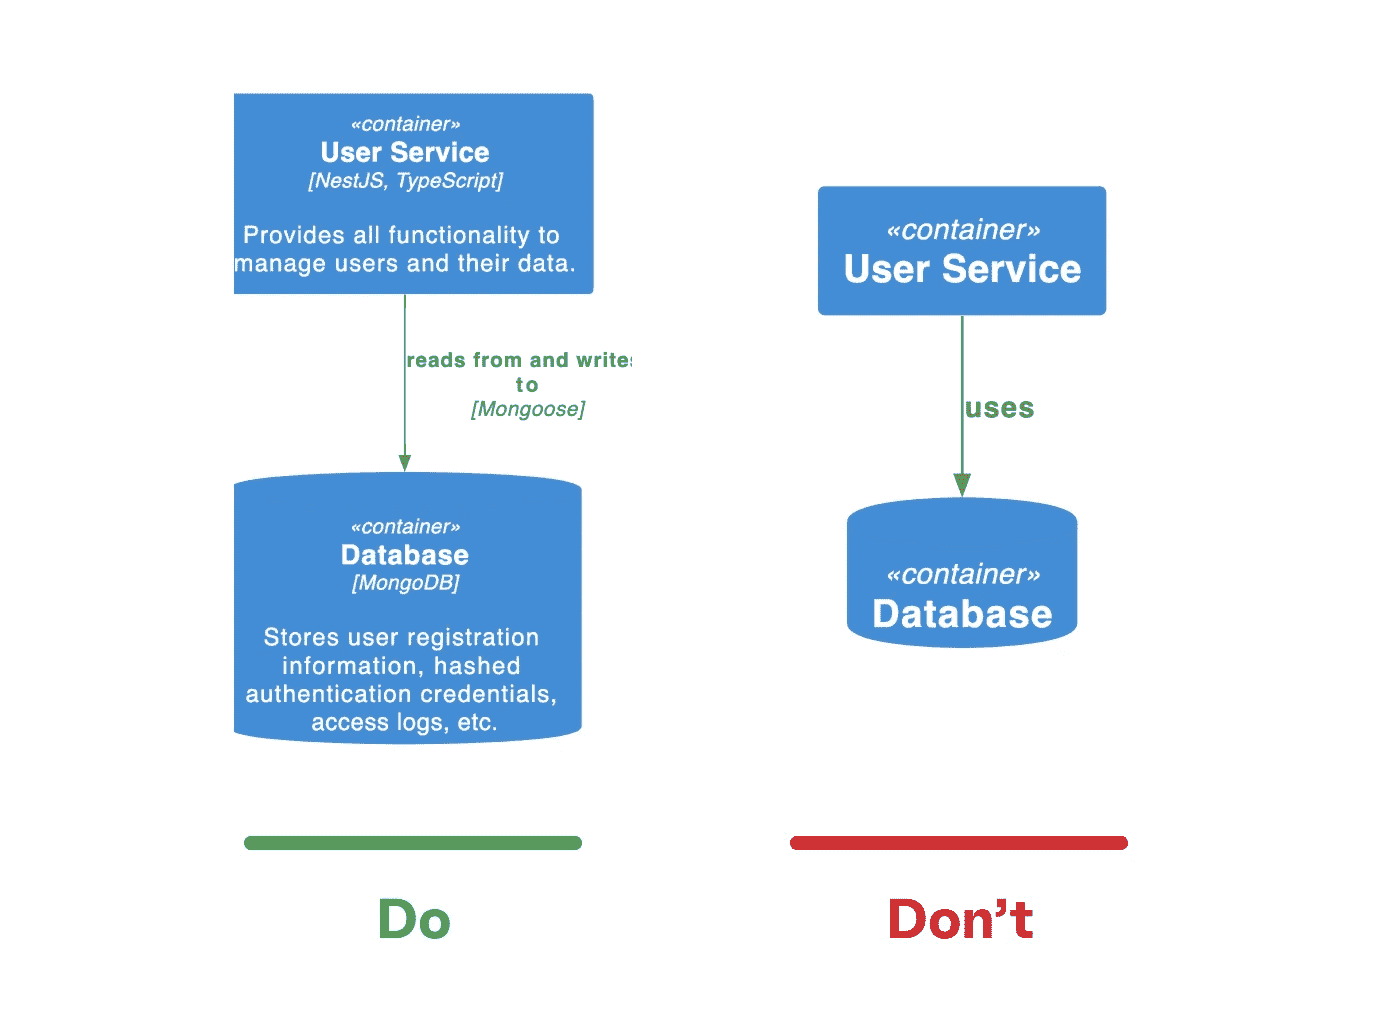 «container»
User Service
[NestJS, TypeScript]
Provides all functionality to
manage users and their data.
reads from and writes
to
[Mongoose]
«container»
Database
[MongoDB]
Stores user registration
information, hashed
authentication credentials,
access logs, etc.
Do
«container»
User Service
uses
«container»
Database
Don’t